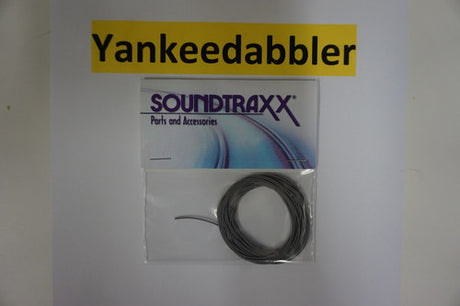 Yankeedabbler
SOUNDTRAXX®
Parts and Accessories